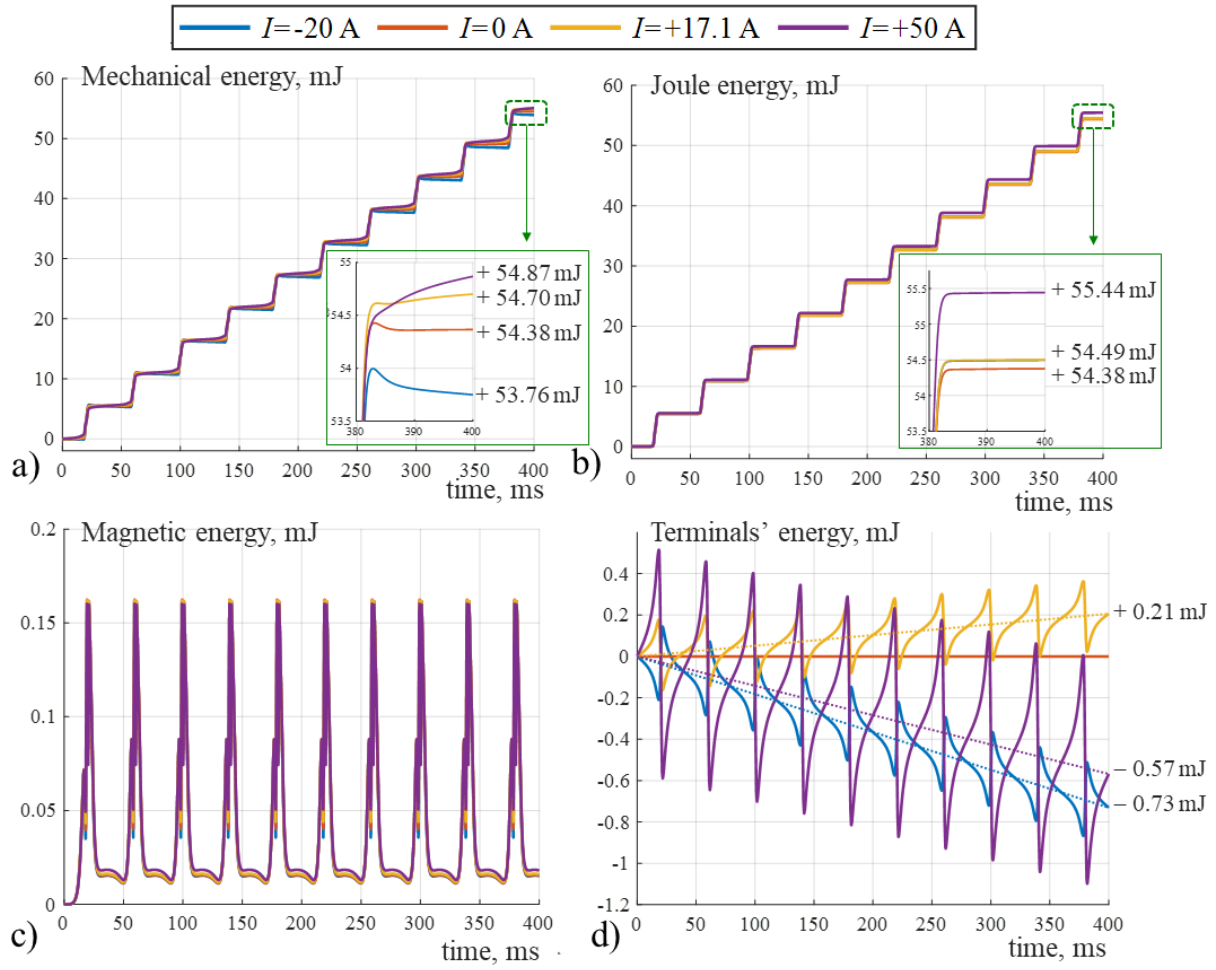 I=-20 A I=0 A I=+17.1 A I=+50 A
Mechanical energy, mJ
60
50
40
30
20
10
0
0 50 100 150 200 250 300 350 400
time, ms
a)
55
54.5
54
53.5
380 390 400
+ 54.87 mJ
+ 54.70 mJ
+ 54.38 mJ
+ 53.76 mJ
Joule energy, mJ
60
50
40
30
20
10
0
0 50 100 150 200 250 300 350 400
time, ms
b)
55.5
55
54.5
54
53.5
380 390 400
+ 55.44 mJ
+ 54.49 mJ
+ 54.38 mJ
Magnetic energy, mJ
0.2
0.15
0.1
0.05
0
0 50 100 150 200 250 300 350 400
time, ms
c)
Terminals’ energy, mJ
0.4
0.2
0
-0.2
-0.4
-0.6
-0.8
-1
-1.2
0 50 100 150 200 250 300 350 400
+ 0.21 mJ
− 0.57 mJ
− 0.73 mJ
time, ms
d)